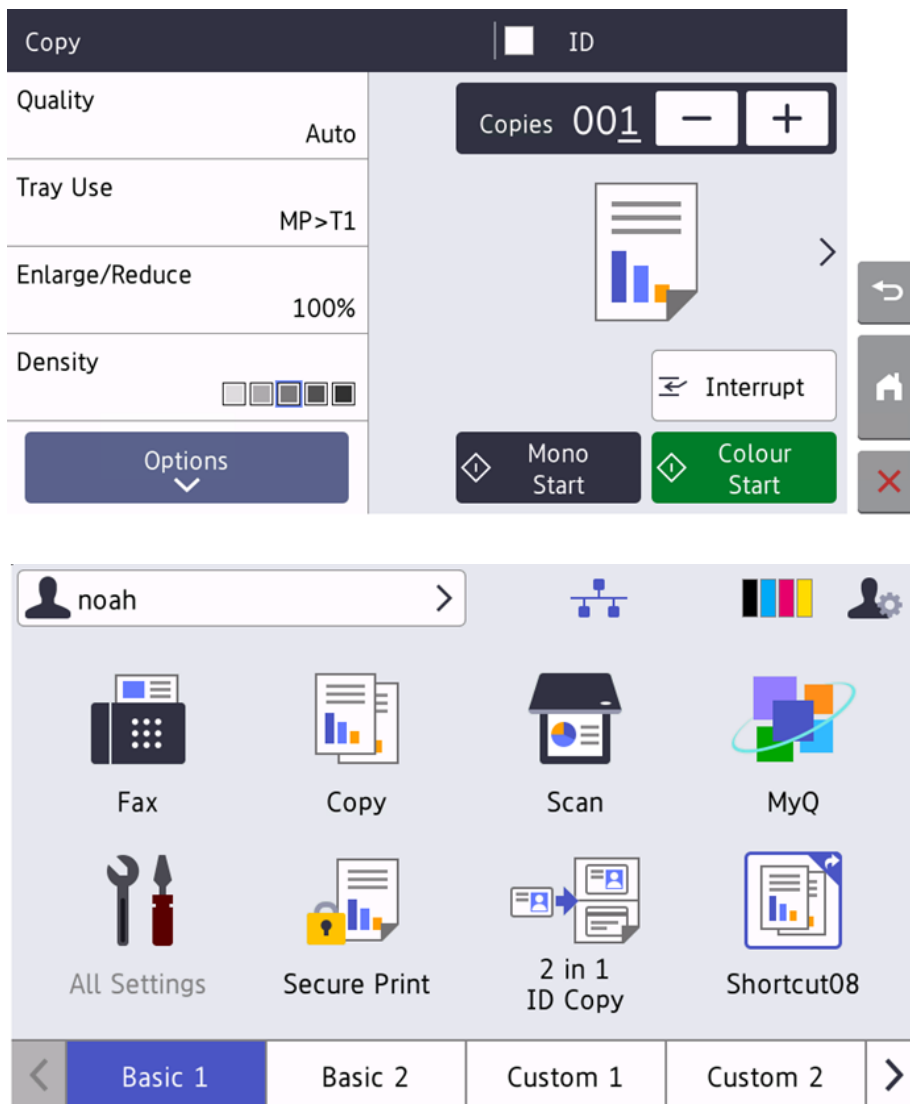 Copy
ID
Quality
Auto
Copies 001 − +
Tray Use
MP>T1
Enlarge/Reduce
100%
Density
Interrupt
Options
Mono
Start
Colour
Start
noah
Fax
Copy
Scan
MyQ
All Settings
Secure Print
2 in 1
ID Copy
Shortcut08
Basic 1
Basic 2
Custom 1
Custom 2